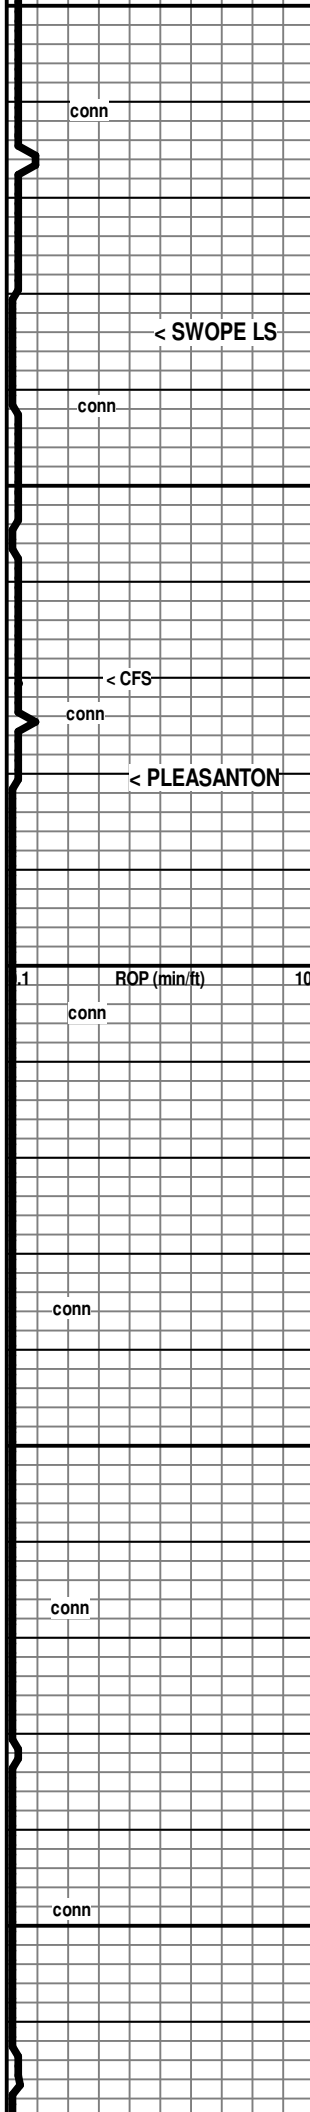 conn
< SWOPE LS
conn
< CFS
conn
< PLEASANTON
.1 ROP (min/ft) 10
conn
conn
conn
conn